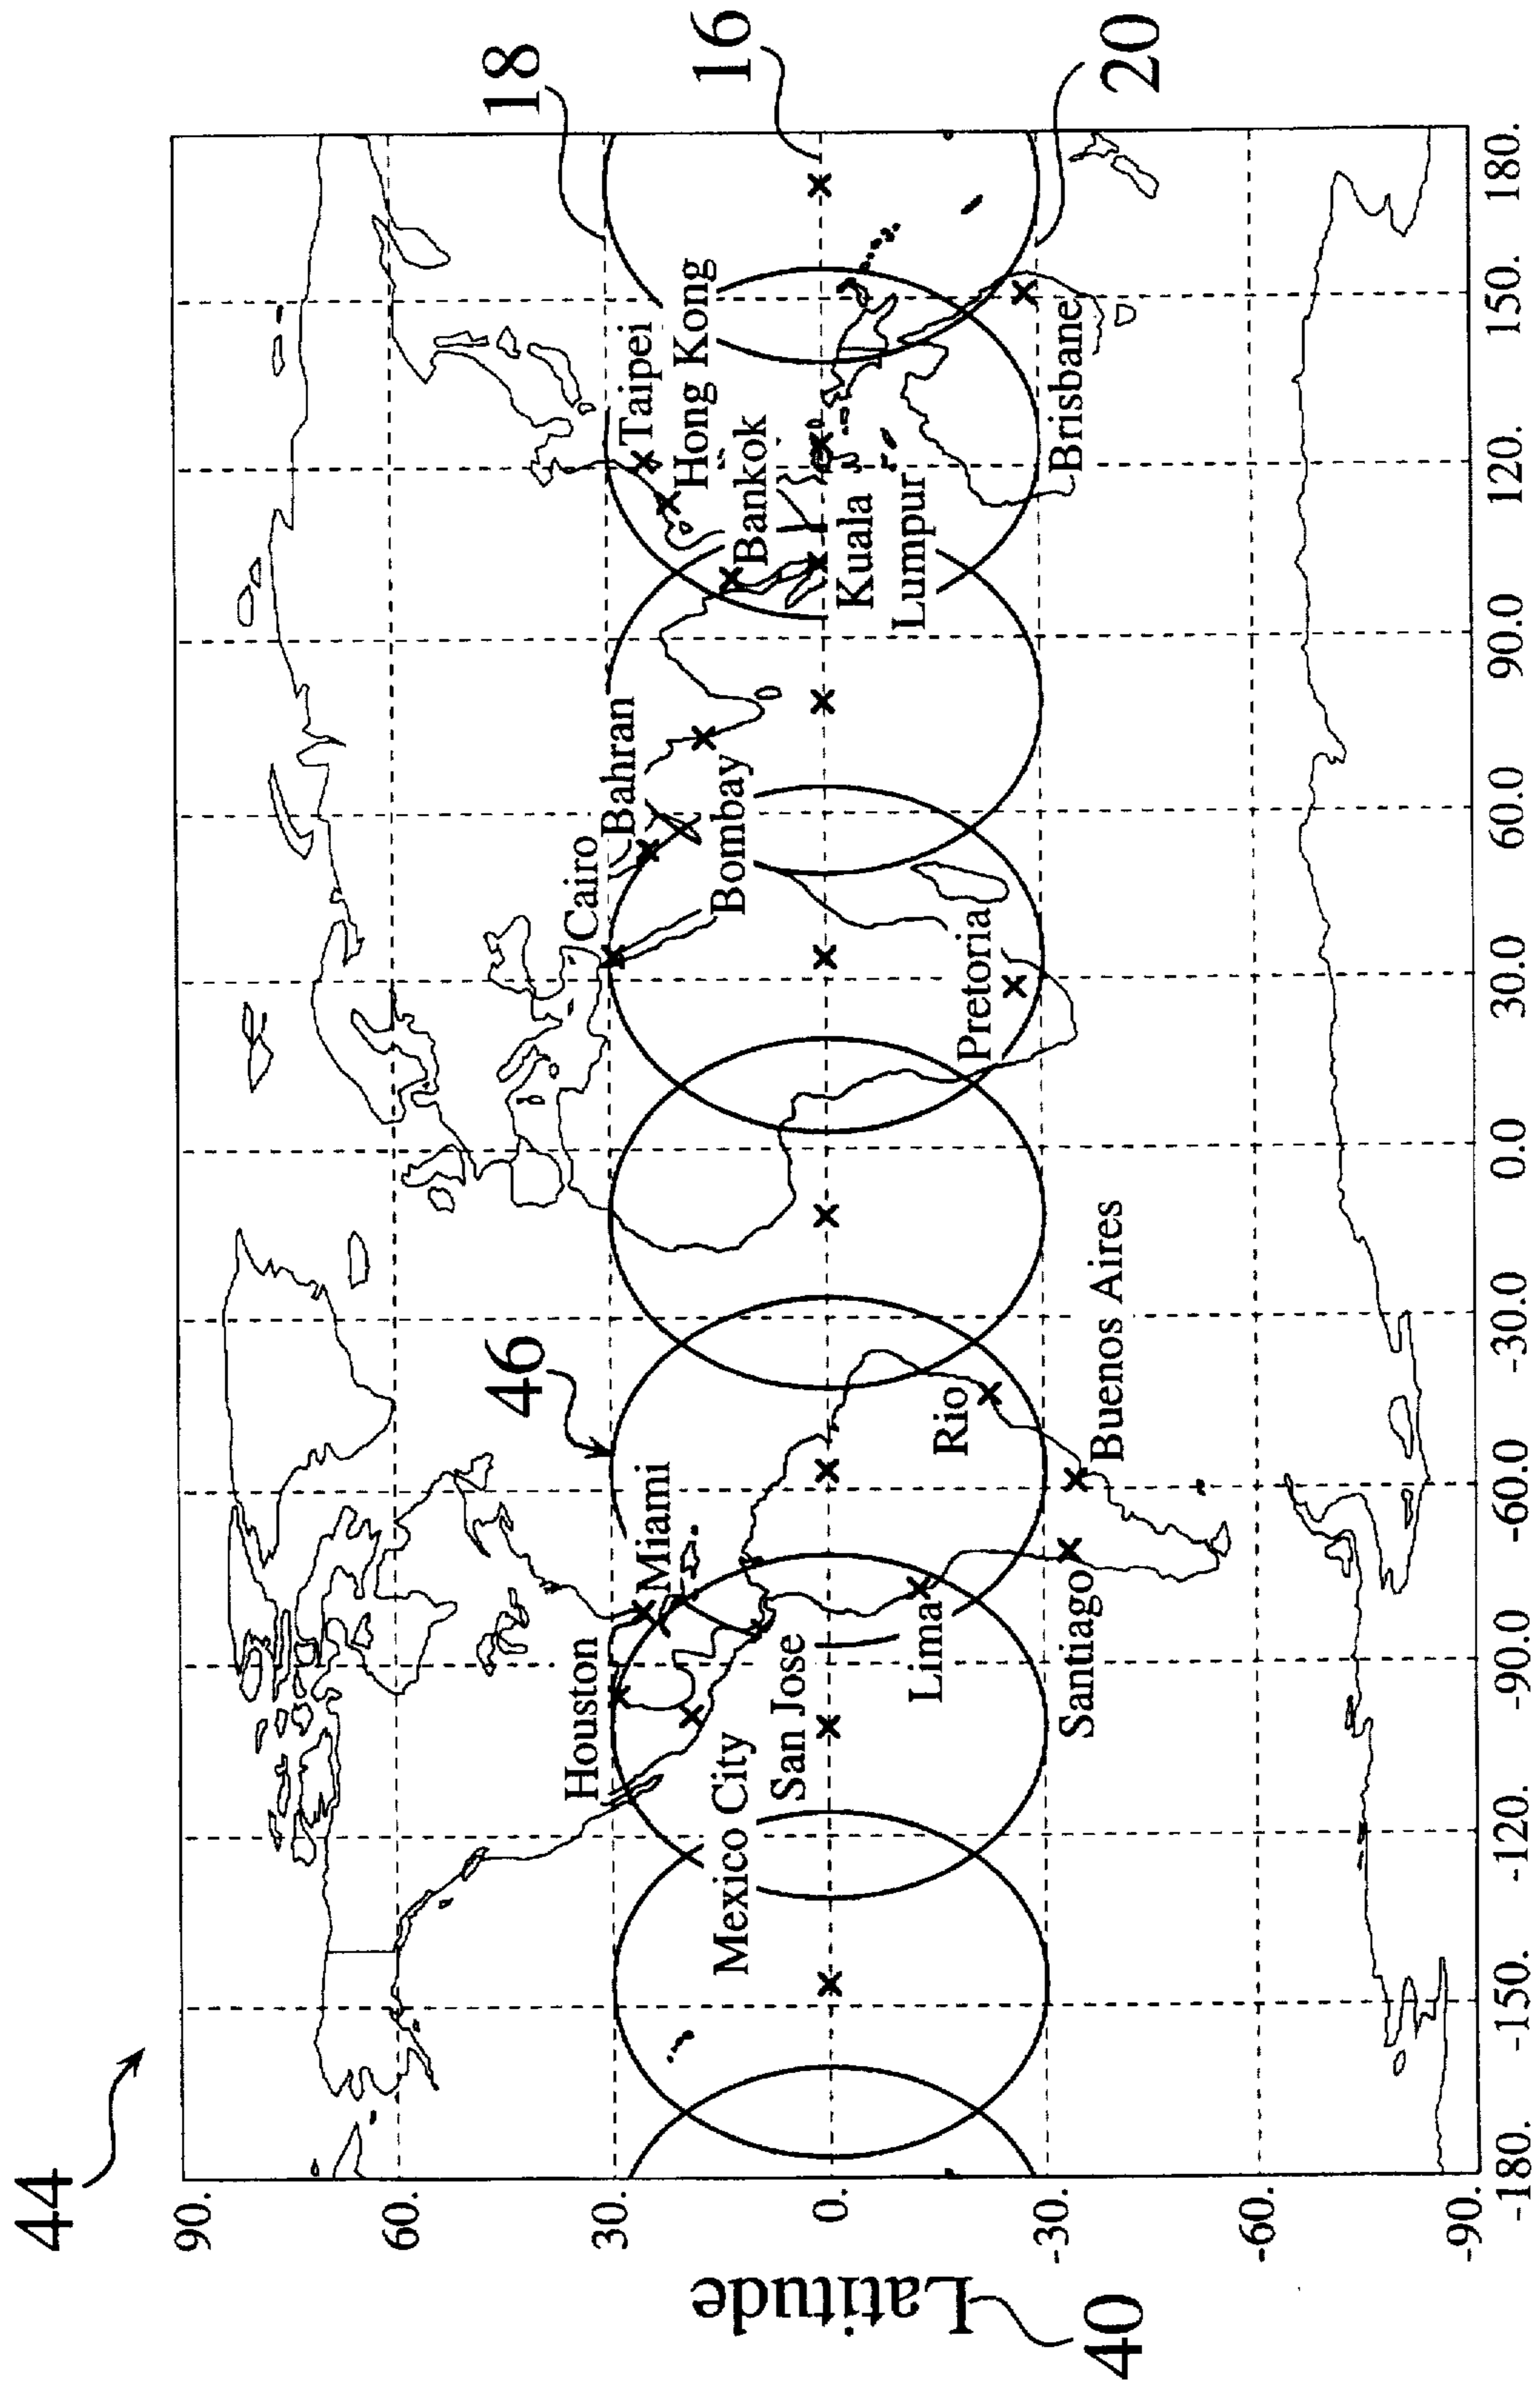 44
46
18
16
20
40
Latitude
90.
60.
30.
0.
-30.
-60.
-90.
-180.
-150.
-120.
-90.0
-60.0
-30.0
0.0
30.0
60.0
90.0
120.
150.
180.
Houston
Miami
Mexico City
San Jose
Lima
Santiago
Rio
Buenos Aires
Cairo
Bahran
Bombay
Pretoria
Taipei
Hong Kong
Bankok
Kuala
Lumpur
Brisbane